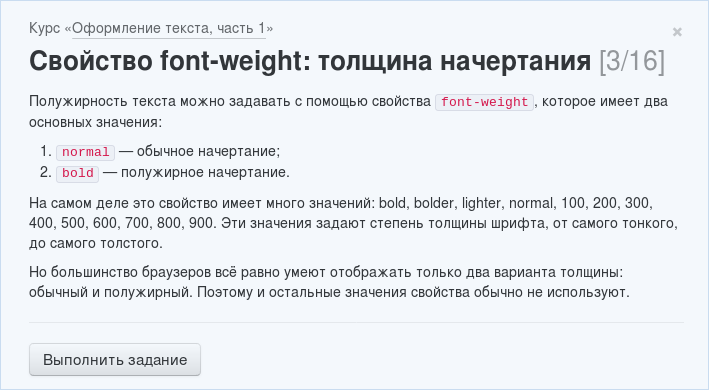 Курс «Оформление текста, часть 1»
×
Свойство font-weight: толщина начертания [3/16]
Полужирность текста можно задавать с помощью свойства font-weight, которое имеет два
основных значения:
1. normal — обычное начертание;
2. bold — полужирное начертание.
На самом деле это свойство имеет много значений: bold, bolder, lighter, normal, 100, 200, 300,
400, 500, 600, 700, 800, 900. Эти значения задают степень толщины шрифта, от самого тонкого,
до самого толстого.
Но большинство браузеров всё равно умеют отображать только два варианта толщины:
обычный и полужирный. Поэтому и остальные значения свойства обычно не используют.
Выполнить задание